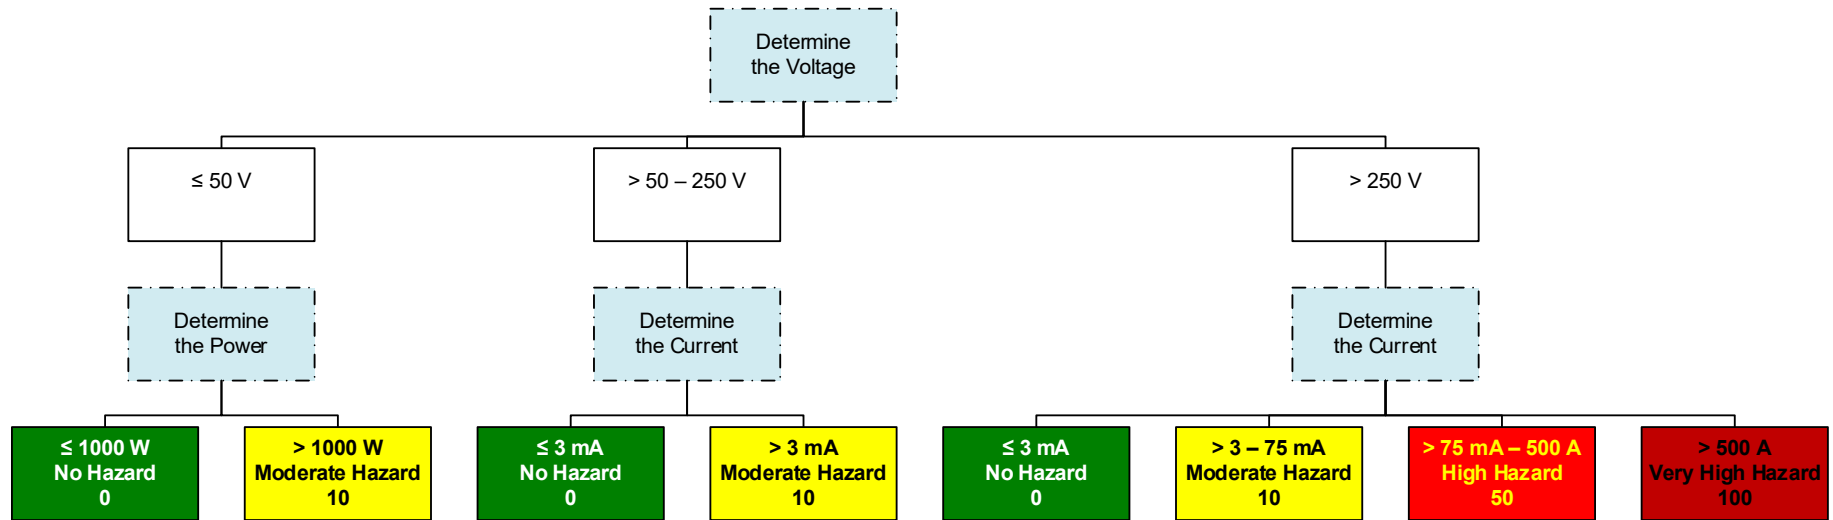 Determine
the Voltage
≤ 50 V
> 50 – 250 V
> 250 V
Determine
the Power
Determine
the Current
Determine
the Current
≤ 1000 W
No Hazard
0
> 1000 W
Moderate Hazard
10
≤ 3 mA
No Hazard
0
> 3 mA
Moderate Hazard
10
≤ 3 mA
No Hazard
0
> 3 – 75 mA
Moderate Hazard
10
> 75 mA – 500 A
High Hazard
50
> 500 A
Very High Hazard
100